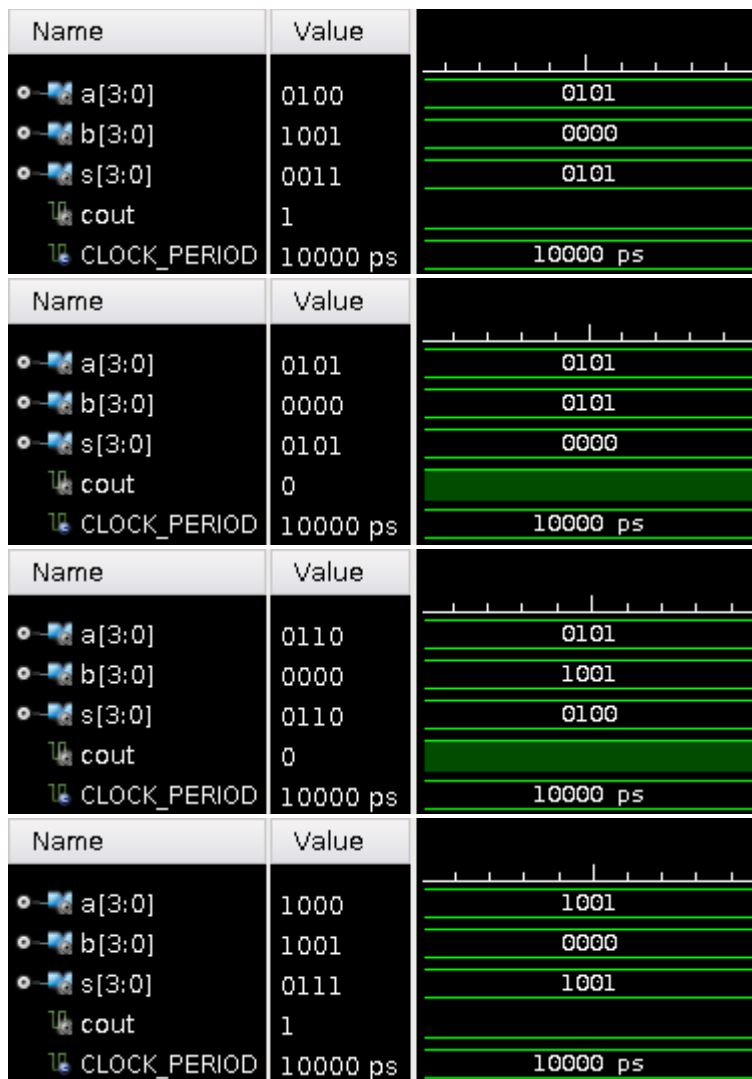 Name Value
a[3:0] 0100 0101
b[3:0] 1001 0000
s[3:0] 0011 0101
cout 1
CLOCK_PERIOD 10000 ps 10000 ps
Name Value
a[3:0] 0101 0101
b[3:0] 0000 0101
s[3:0] 0101 0000
cout 0
CLOCK_PERIOD 10000 ps 10000 ps
Name Value
a[3:0] 0110 0101
b[3:0] 0000 1001
s[3:0] 0110 0100
cout 0
CLOCK_PERIOD 10000 ps 10000 ps
Name Value
a[3:0] 1000 1001
b[3:0] 1001 0000
s[3:0] 0111 1001
cout 1
CLOCK_PERIOD 10000 ps 10000 ps